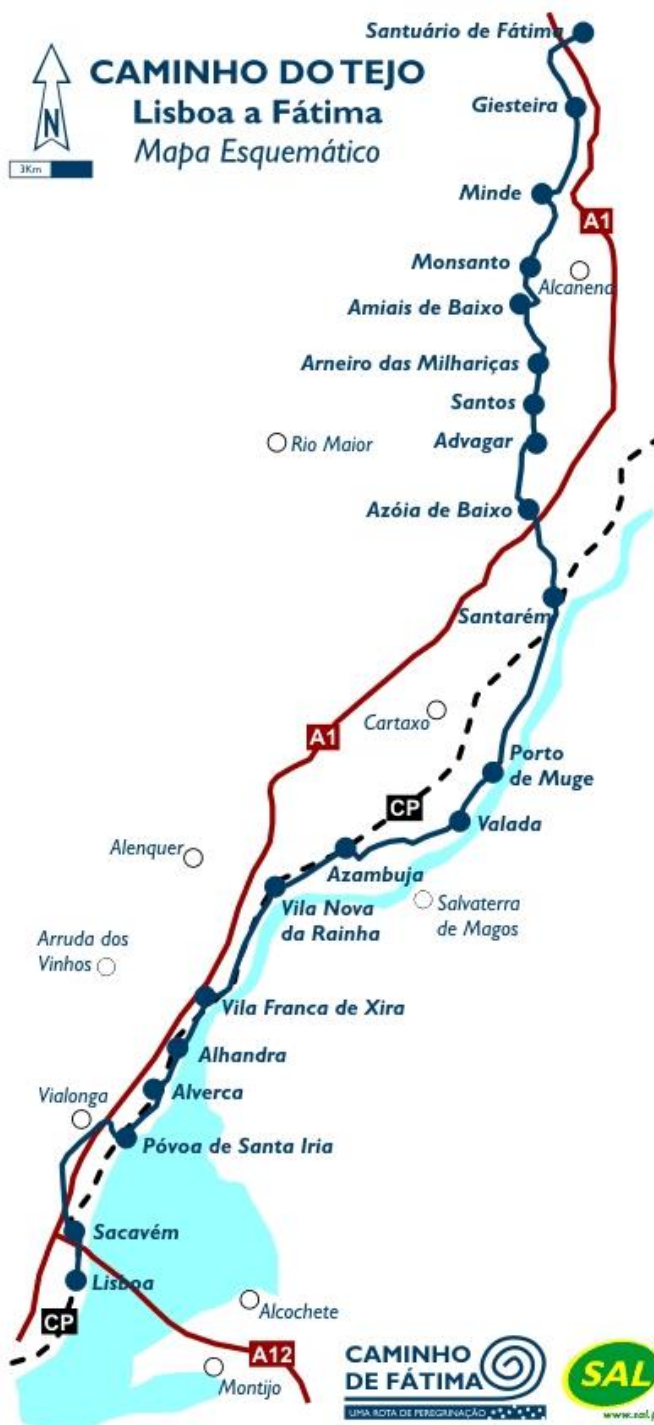 CAMINHO DO TEJO
Lisboa a Fátima
Mapa Esquemático
N
3Km
Santuário de Fátima
Giesteira
Minde
A1
Monsanto
Alcanena
Amiais de Baixo
Arneiro das Milhariças
Santos
Rio Maior
Advagar
Azóia de Baixo
Santarém
Cartaxo
A1
Porto
de Muge
CP
Valada
Alenquer
Azambuja
Vila Nova
da Rainha
Salvaterra
de Magos
Arruda dos
Vinhos
Vila Franca de Xira
Alhandra
Alverca
Vialonga
Póvoa de Santa Iria
Sacavém
Lisboa
Alcochete
CP
A12
Montijo
CAMINHO
DE FÁTIMA
UMA ROTA DE PEREGRINAÇÃO
SAL
www.sal.